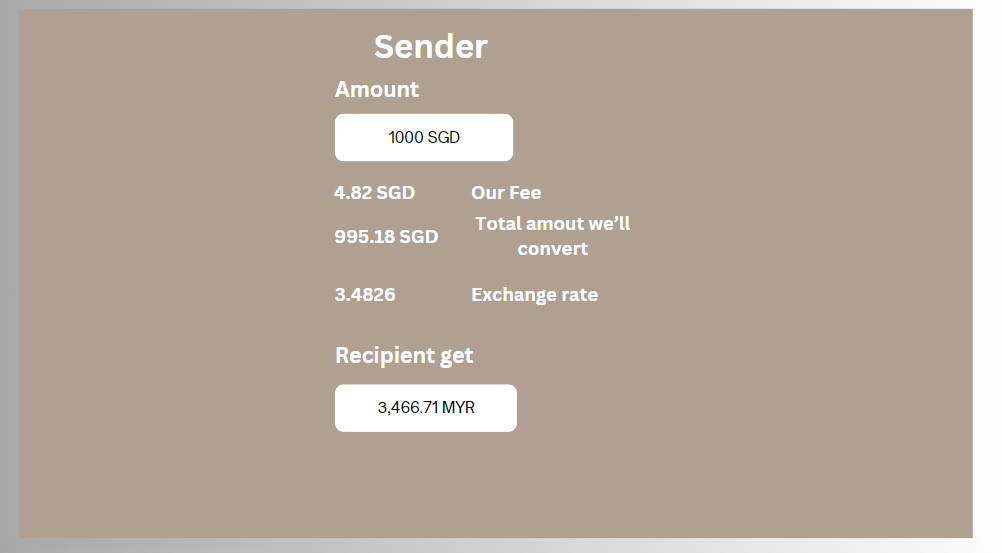 Sender
Amount
1000 SGD
4.82 SGD Our Fee
995.18 SGD Total amout we'll
convert
3.4826 Exchange rate
Recipient get
3,466.71 MYR